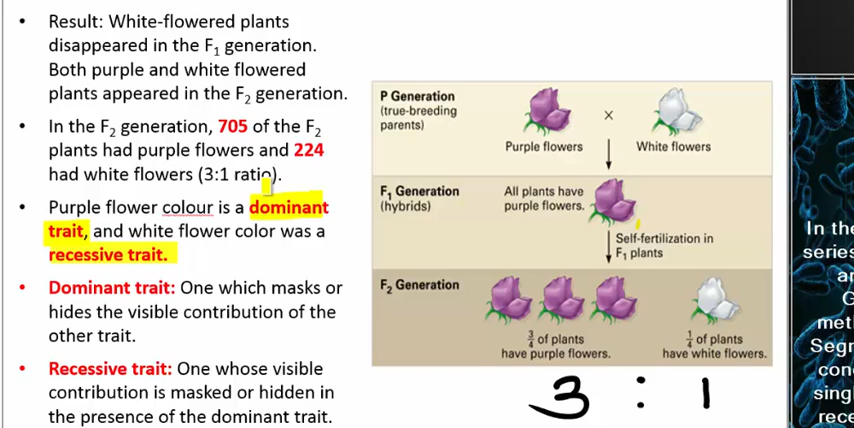 • Result: White-flowered plants
disappeared in the F₁ generation.
Both purple and white flowered
plants appeared in the F₂ generation.
• In the F₂ generation, 705 of the F₂
plants had purple flowers and 224
had white flowers (3:1 ratio).
• Purple flower colour is a dominant
trait, and white flower color was a
recessive trait.
• Dominant trait: One which masks or
hides the visible contribution of the
other trait.
• Recessive trait: One whose visible
contribution is masked or hidden in
the presence of the dominant trait.
P Generation
(true-breeding
parents)
×
Purple flowers
White flowers
F₁ Generation
(hybrids)
All plants have
purple flowers.
Self-fertilization in
F₁ plants
F₂ Generation
¾ of plants
have purple flowers.
¼ of plants
have white flowers.
3 : 1
In the
series
a
G
met
Segr
con
sing
rece